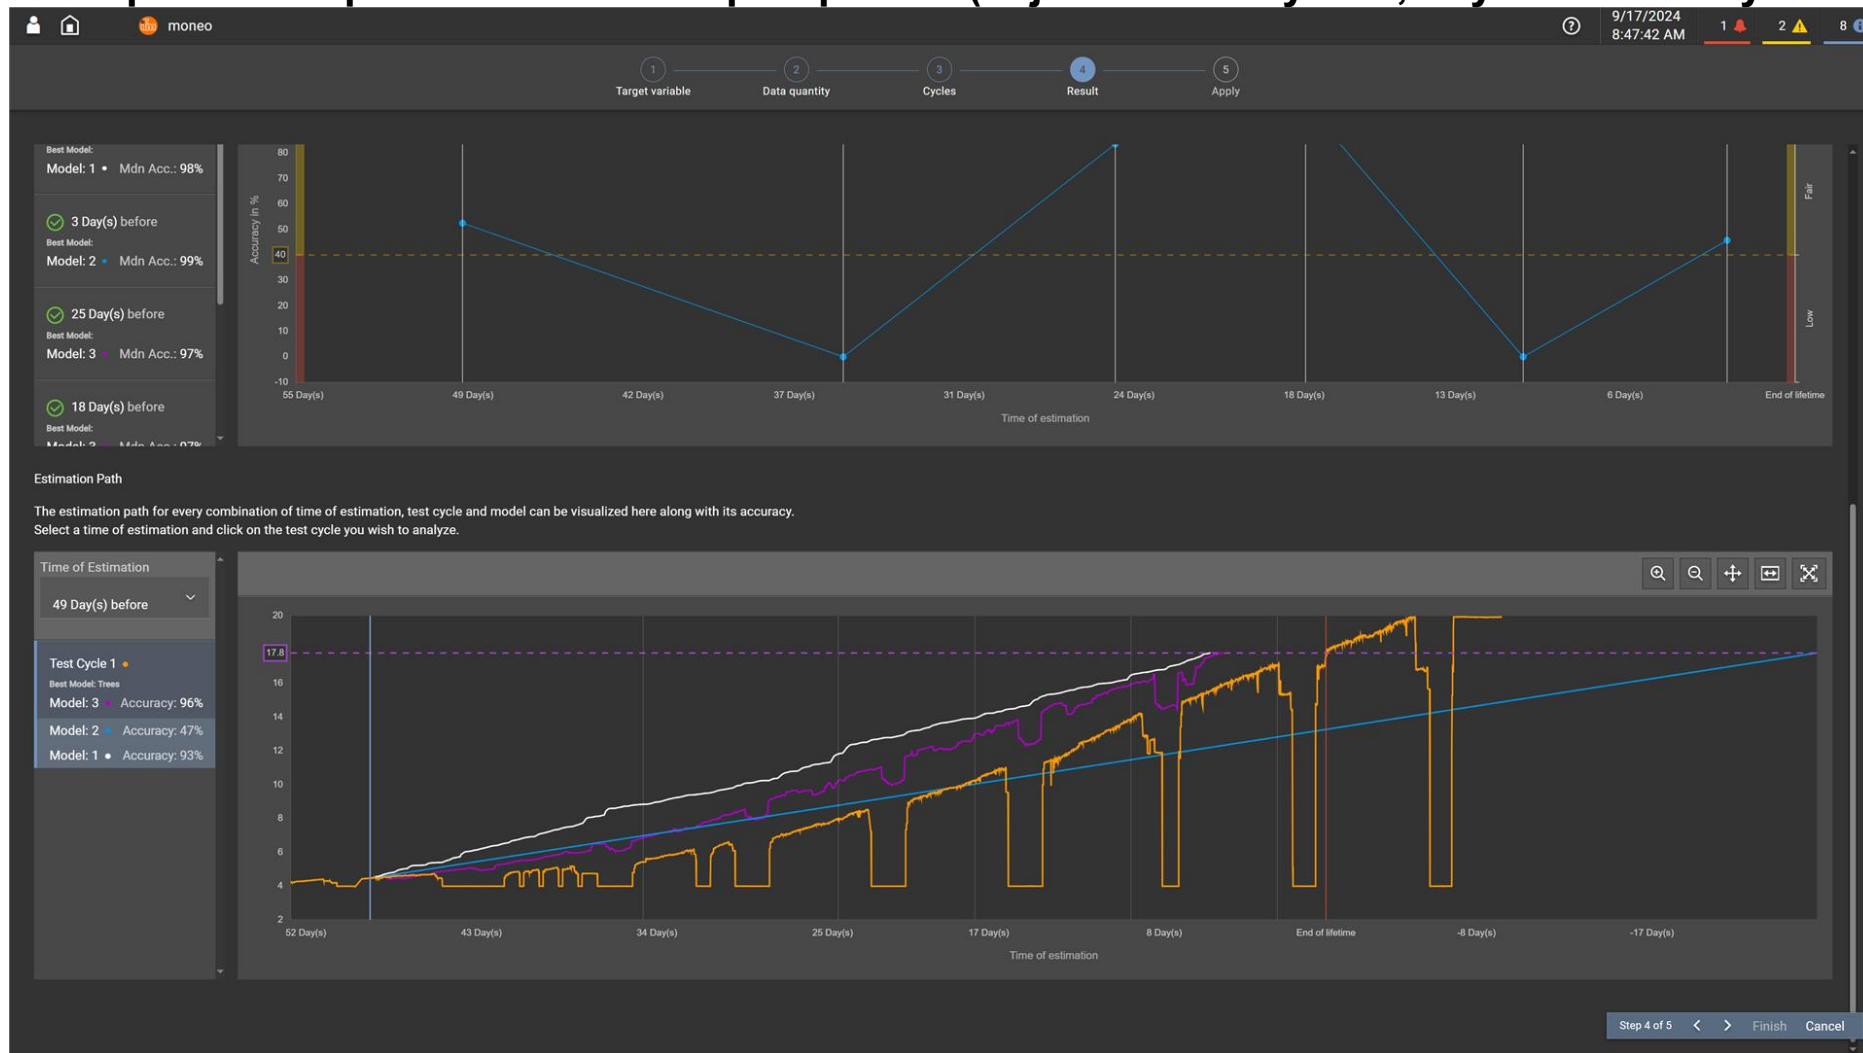 moneo
9/17/2024
8:47:42 AM
1
2
8
1
2
3
4
5
Target variable
Data quantity
Cycles
Result
Apply
Best Model:
Model: 1 • Mdn Acc.: 98%
3 Day(s) before
Best Model:
Model: 2 • Mdn Acc.: 99%
25 Day(s) before
Best Model:
Model: 3 • Mdn Acc.: 97%
18 Day(s) before
Best Model:
Model: 3 • Mdn Acc.: 97%
Accuracy in %
80
70
60
50
40
30
20
10
0
-10
55 Day(s)
49 Day(s)
42 Day(s)
37 Day(s)
31 Day(s)
24 Day(s)
18 Day(s)
13 Day(s)
6 Day(s)
End of lifetime
Time of estimation
Fair
Low
Estimation Path
The estimation path for every combination of time of estimation, test cycle and model can be visualized here along with its accuracy.
Select a time of estimation and click on the test cycle you wish to analyze.
Time of Estimation
49 Day(s) before
Test Cycle 1 •
Best Model: Trees
Model: 3 • Accuracy: 96%
Model: 2 • Accuracy: 47%
Model: 1 • Accuracy: 93%
20
17.8
16
14
12
10
8
6
4
2
52 Day(s)
43 Day(s)
34 Day(s)
25 Day(s)
17 Day(s)
8 Day(s)
End of lifetime
-8 Day(s)
-17 Day(s)
Time of estimation
Step 4 of 5
Finish
Cancel